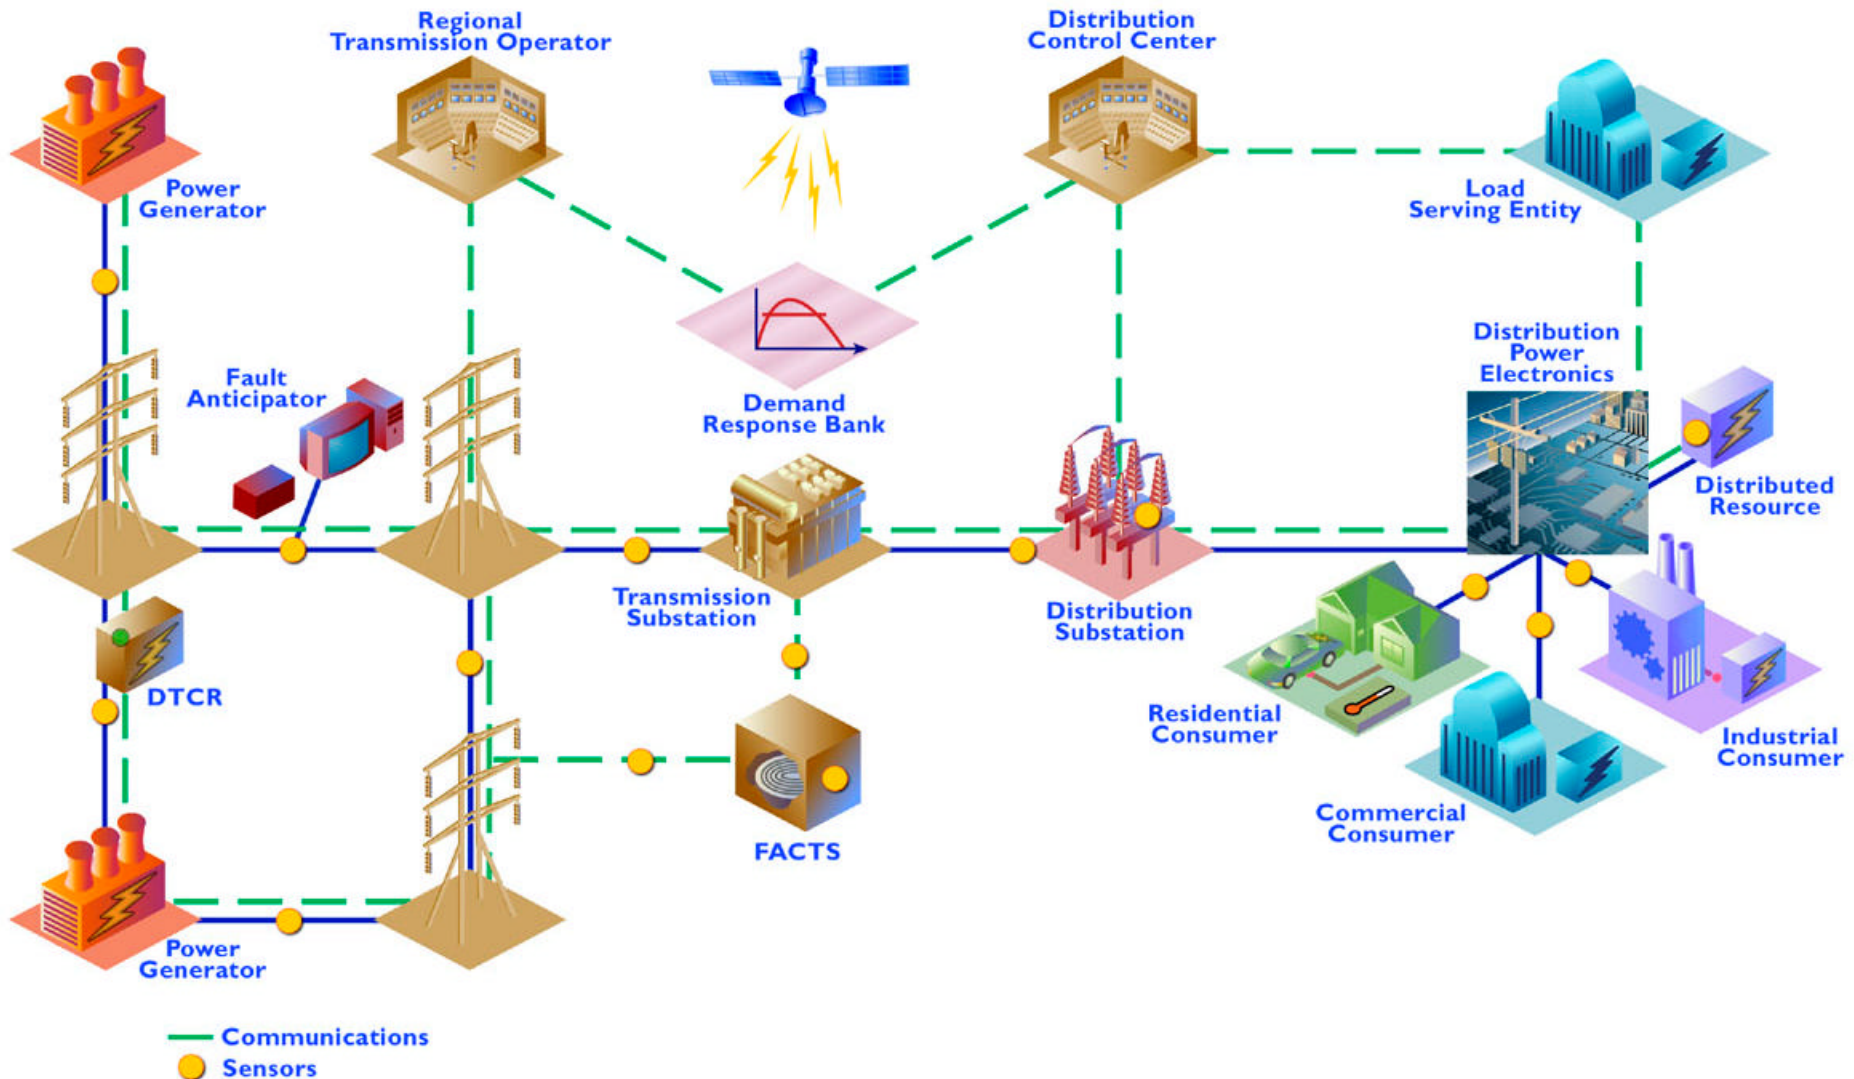 Regional
Transmission Operator
Distribution
Control Center
Power
Generator
Load
Serving Entity
Fault
Anticipator
Demand
Response Bank
Distribution
Power
Electronics
Distributed
Resource
Transmission
Substation
Distribution
Substation
DTCR
Residential
Consumer
Industrial
Consumer
Commercial
Consumer
FACTS
Power
Generator
Communications
Sensors